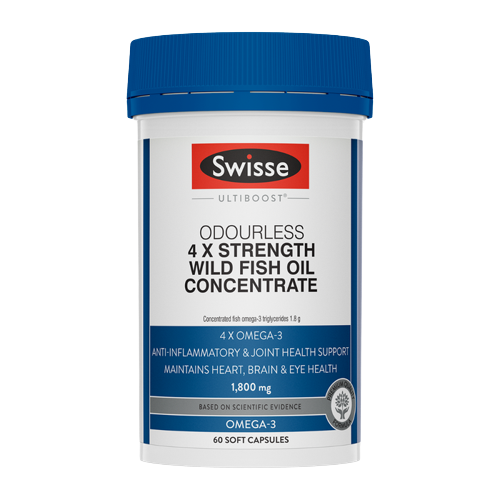 Swisse
ULTIBOOST®
ODOURLESS
4 X STRENGTH
WILD FISH OIL
CONCENTRATE
Concentrated fish omega-3 triglycerides 1.8 g
4 X OMEGA-3
ANTI-INFLAMMATORY & JOINT HEALTH SUPPORT
MAINTAINS HEART, BRAIN & EYE HEALTH
1,800 mg
BASED ON SCIENTIFIC EVIDENCE
OMEGA-3
60 SOFT CAPSULES